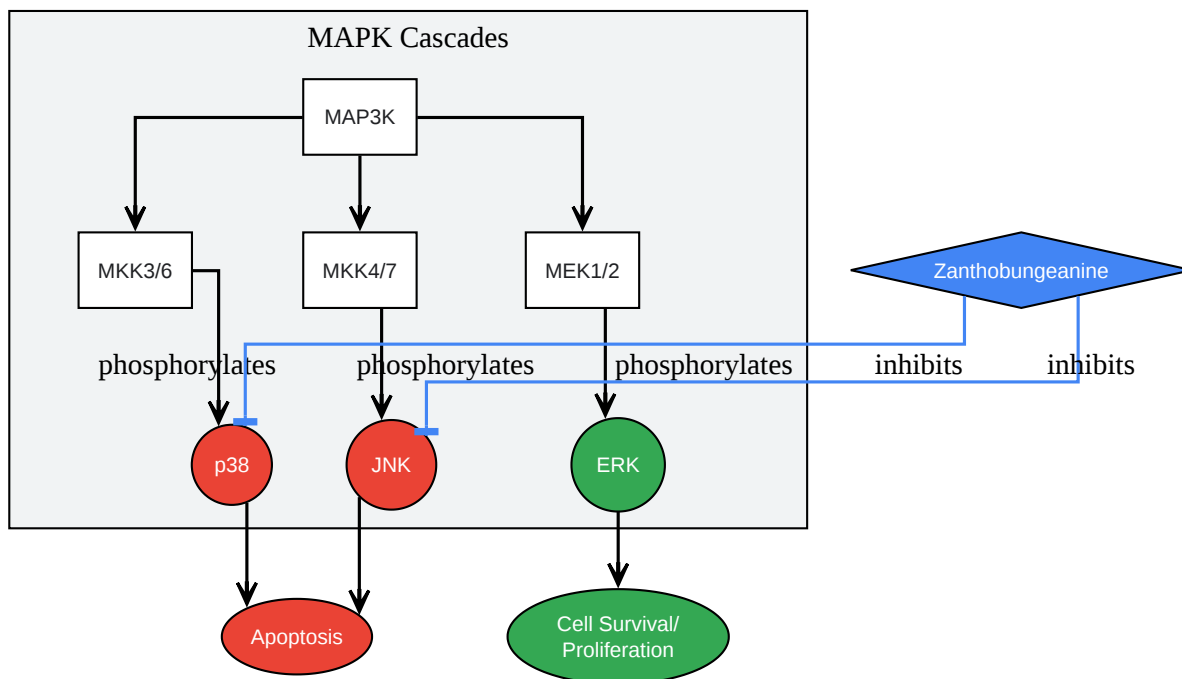 MAPK Cascades
MAP3K
MKK3/6
MKK4/7
MEK1/2
Zanthobungeanine
phosphorylates
phosphorylates
phosphorylates
inhibits
inhibits
p38
JNK
ERK
Apoptosis
Cell Survival/
Proliferation